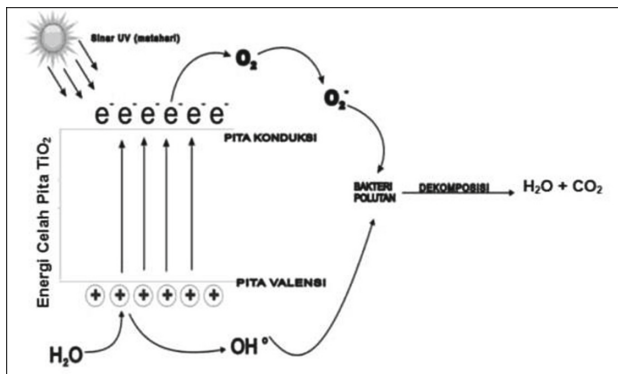 Sinar UV (matahari)
O₂
O₂⁻
e⁻ e⁻ e⁻ e⁻ e⁻ e⁻
PITA KONDUKSI
Energi Celah Pita TiO₂
BAKTERI
POLUTAN
DEKOMPOSISI
H₂O + CO₂
PITA VALENSI
+ + + + + +
H₂O
OH°